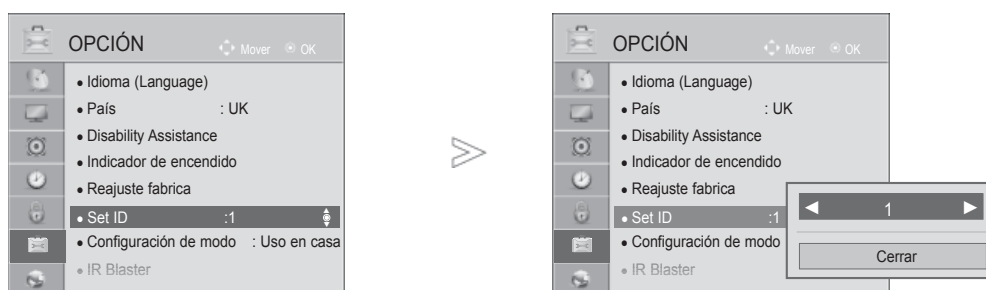 OPCIÓN Mover OK
• Idioma (Language)
• País : UK
• Disability Assistance
• Indicador de encendido
• Reajuste fabrica
• Set ID :1
• Configuración de modo : Uso en casa
• IR Blaster
OPCIÓN Mover OK
• Idioma (Language)
• País : UK
• Disability Assistance
• Indicador de encendido
• Reajuste fabrica
• Set ID :1
• Configuración de modo
• IR Blaster
◄ 1 ►
Cerrar